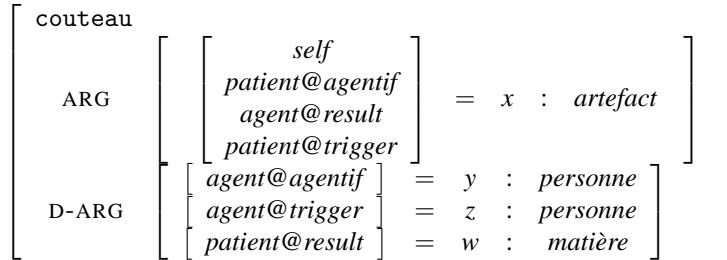 couteau
self
patient@agentif
ARG = x : artefact
agent@result
patient@trigger
[ agent@agentif ] = y : personne
D-ARG [ agent@trigger ] = z : personne
[ patient@result ] = w : matière